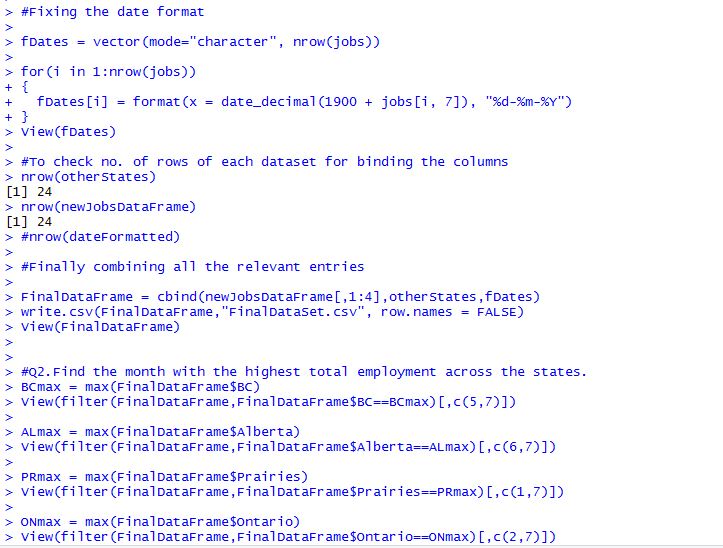 > #Fixing the date format
>
> fDates = vector(mode="character", nrow(jobs))
>
> for(i in 1:nrow(jobs))
+ {
+   fDates[i] = format(x = date_decimal(1900 + jobs[i, 7]), "%d-%m-%Y")
+ }
> View(fDates)
>
> #To check no. of rows of each dataset for binding the columns
> nrow(otherStates)
[1] 24
> nrow(newJobsDataFrame)
[1] 24
> #nrow(dateFormatted)
>
> #Finally combining all the relevant entries
>
> FinalDataFrame = cbind(newJobsDataFrame[,1:4],otherStates,fDates)
> write.csv(FinalDataFrame,"FinalDataSet.csv", row.names = FALSE)
> View(FinalDataFrame)
>
>
> #Q2.Find the month with the highest total employment across the states.
> BCmax = max(FinalDataFrame$BC)
> View(filter(FinalDataFrame,FinalDataFrame$BC==BCmax)[,c(5,7)])
>
> ALmax = max(FinalDataFrame$Alberta)
> View(filter(FinalDataFrame,FinalDataFrame$Alberta==ALmax)[,c(6,7)])
>
> PRmax = max(FinalDataFrame$Prairies)
> View(filter(FinalDataFrame,FinalDataFrame$Prairies==PRmax)[,c(1,7)])
>
> ONmax = max(FinalDataFrame$Ontario)
> View(filter(FinalDataFrame,FinalDataFrame$Ontario==ONmax)[,c(2,7)])